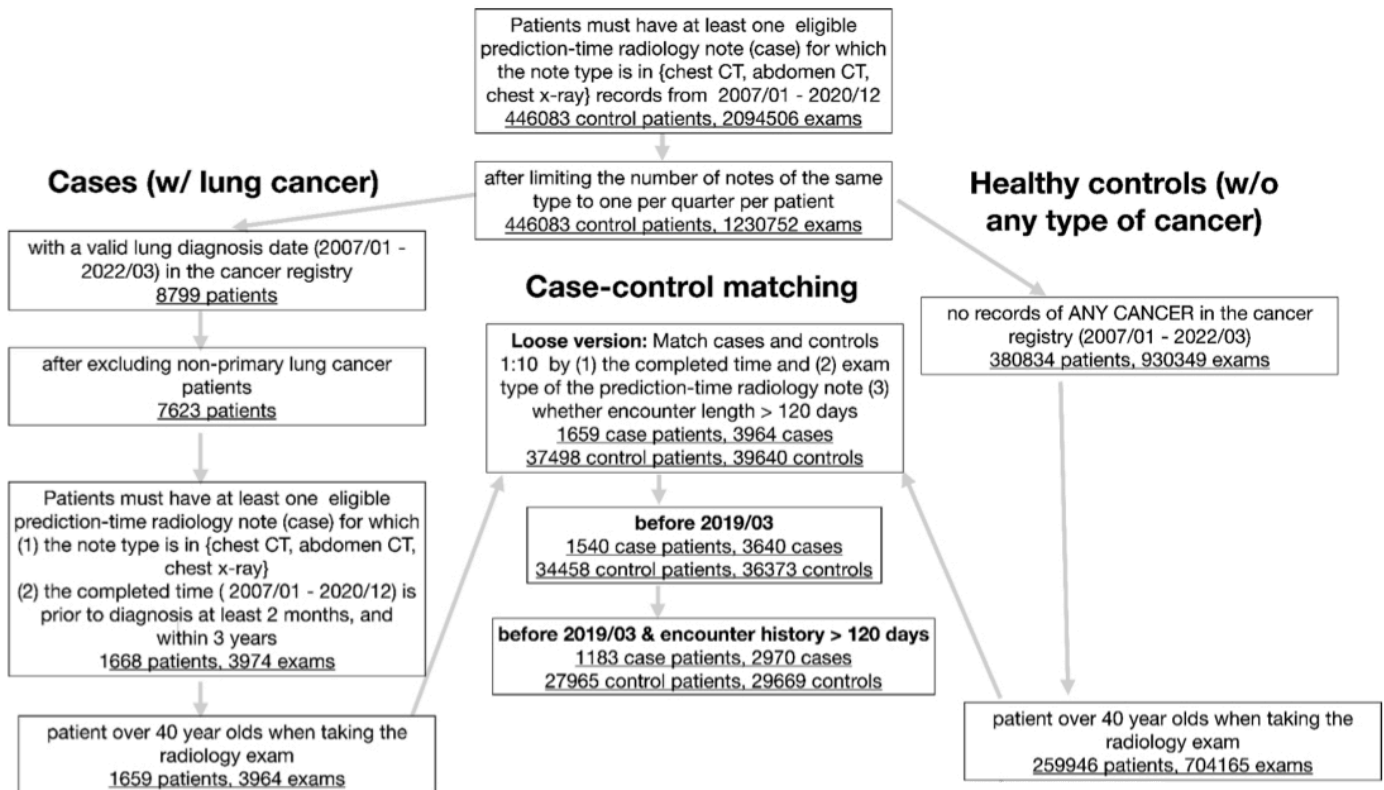 Patients must have at least one eligible
prediction-time radiology note (case) for which
the note type is in {chest CT, abdomen CT,
chest x-ray} records from 2007/01 - 2020/12
446083 control patients, 2094506 exams
after limiting the number of notes of the same
type to one per quarter per patient
446083 control patients, 1230752 exams
Cases (w/ lung cancer)
with a valid lung diagnosis date (2007/01 -
2022/03) in the cancer registry
8799 patients
after excluding non-primary lung cancer
patients
7623 patients
Patients must have at least one eligible
prediction-time radiology note (case) for which
(1) the note type is in {chest CT, abdomen CT,
chest x-ray}
(2) the completed time ( 2007/01 - 2020/12) is
prior to diagnosis at least 2 months, and
within 3 years
1668 patients, 3974 exams
patient over 40 year olds when taking the
radiology exam
1659 patients, 3964 exams
Case-control matching
Loose version: Match cases and controls
1:10 by (1) the completed time and (2) exam
type of the prediction-time radiology note (3)
whether encounter length > 120 days
1659 case patients, 3964 cases
37498 control patients, 39640 controls
before 2019/03
1540 case patients, 3640 cases
34458 control patients, 36373 controls
before 2019/03 & encounter history > 120 days
1183 case patients, 2970 cases
27965 control patients, 29669 controls
Healthy controls (w/o
any type of cancer)
no records of ANY CANCER in the cancer
registry (2007/01 - 2022/03)
380834 patients, 930349 exams
patient over 40 year olds when taking the
radiology exam
259946 patients, 704165 exams